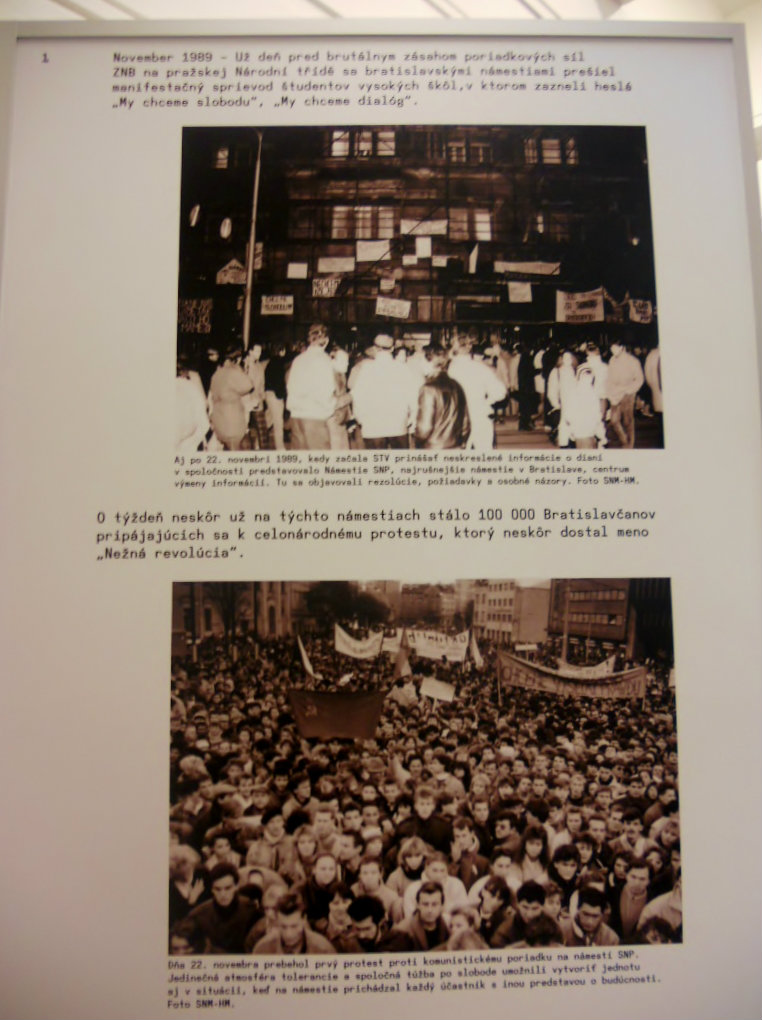 1
November 1989 – Už deň pred brutálnym zásahom poriadkových síl
ZNB na pražskej Národní třídě sa bratislavskými námestiami prešiel
manifestačný sprievod študentov vysokých škôl,v ktorom zazneli heslá
„My chceme slobodu”, „My chceme dialóg”.
Aj po 22. novembri 1989, kedy začala STV prinášať neskreslené informácie o dianí
v spoločnosti predstavovalo Námestie SNP, najrušnejšie námestie v Bratislave, centrum
výmeny informácií. Tu sa objavovali rezolúcie, požiadavky a osobné názory. Foto SNM-HM.
O týždeň neskôr už na týchto námestiach stálo 100 000 Bratislavčanov
pripájajúcich sa k celonárodnému protestu, ktorý neskôr dostal meno
„Nežná revolúcia”.
Dňa 22. novembra prebehol prvý protest proti komunistickému poriadku na námestí SNP.
Jedinečná atmosféra tolerancie a spoločná túžba po slobode umožnili vytvoriť jednotu
aj v situácii, keď na námestie prichádzal každý účastník s inou predstavou o budúcnosti.
Foto SNM-HM.